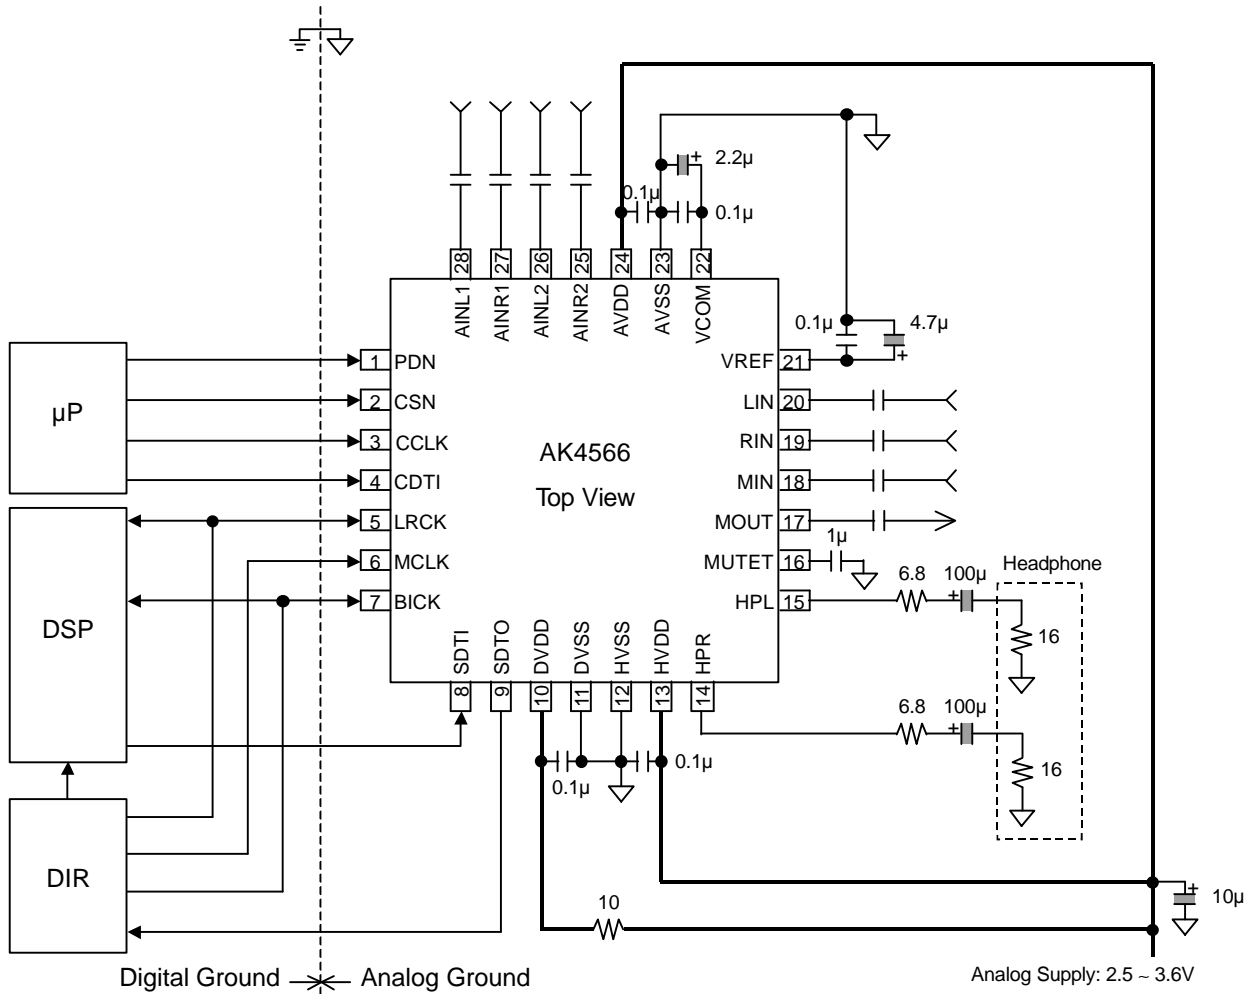 2.2µ
0.1µ
0.1µ
28
27
26
25
24
23
22
AINL1
AINR1
AINL2
AINR2
AVDD
AVSS
VCOM
0.1µ
4.7µ
µP
1 PDN
2 CSN
3 CCLK
4 CDTI
5 LRCK
6 MCLK
7 BICK
AK4566
Top View
VREF 21
LIN 20
RIN 19
MIN 18
MOUT 17
MUTET 16
HPL 15
1µ
Headphone
6.8
100µ
16
DSP
SDTI
SDTO
DVDD
DVSS
HVSS
HVDD
HPR
8
9
10
11
12
13
14
6.8
100µ
16
0.1µ
0.1µ
DIR
10
10µ
Digital Ground
Analog Ground
Analog Supply: 2.5 ~ 3.6V
+
+
+
+
+